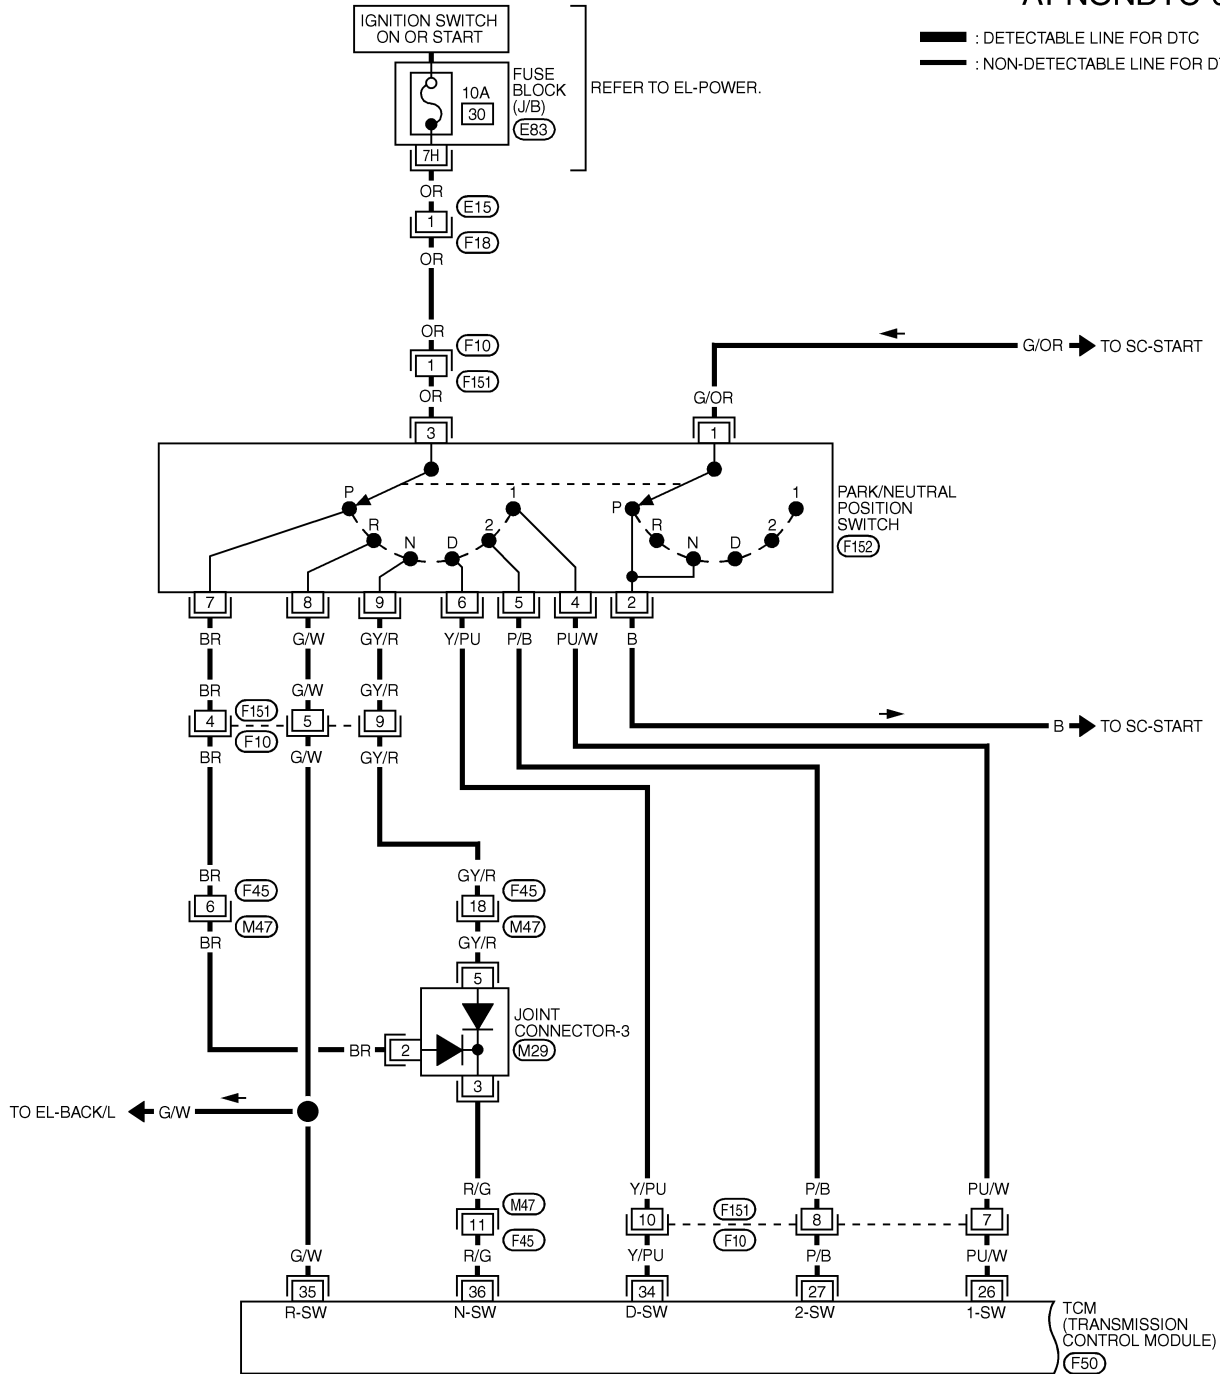 IGNITION SWITCH
ON OR START
: DETECTABLE LINE FOR DTC
: NON-DETECTABLE LINE FOR
10A
30
FUSE
BLOCK
(J/B)
E83
REFER TO EL-POWER.
7H
OR
E15
1
F18
OR
OR
F10
1
F151
OR
G/OR
TO SC-START
G/OR
3
1
P
R
N
D
2
1
P
R
N
D
2
1
PARK/NEUTRAL
POSITION
SWITCH
F152
7
8
9
6
5
4
2
BR
G/W
GY/R
Y/PU
P/B
PU/W
B
BR
G/W
GY/R
4
F151
F10
5
9
BR
G/W
GY/R
B
TO SC-START
BR
F45
6
M47
BR
GY/R
F45
18
M47
GY/R
5
JOINT
CONNECTOR-3
M29
BR
2
3
TO EL-BACK/L
G/W
R/G
M47
11
F45
R/G
Y/PU
P/B
PU/W
10
F151
F10
8
7
G/W
Y/PU
P/B
PU/W
35
36
34
27
26
R-SW
N-SW
D-SW
2-SW
1-SW
TCM
(TRANSMISSION
CONTROL MODULE)
F50